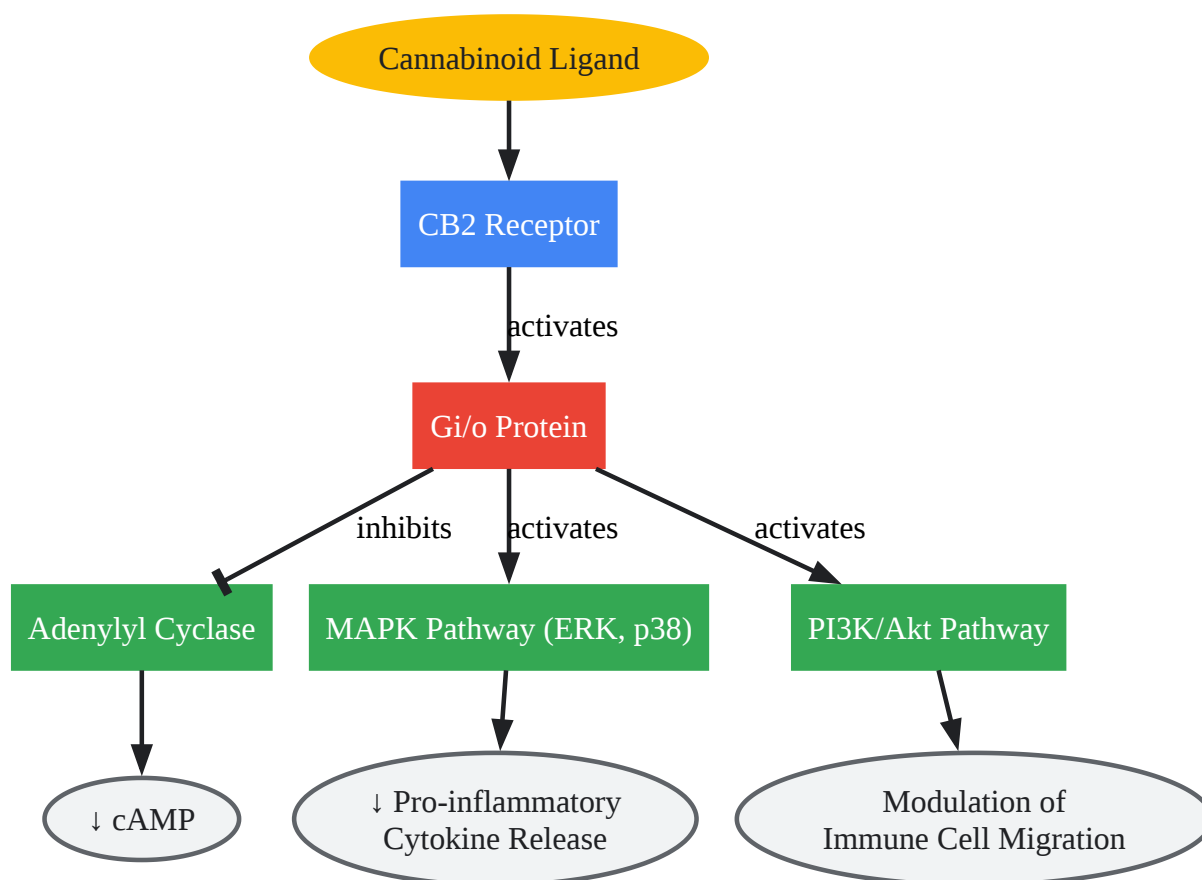 Cannabinoid Ligand
CB2 Receptor
activates
Gi/o Protein
inhibits
activates
activates
Adenylyl Cyclase
MAPK Pathway (ERK, p38)
PI3K/Akt Pathway
↓ cAMP
↓ Pro-inflammatory
Cytokine Release
Modulation of
Immune Cell Migration